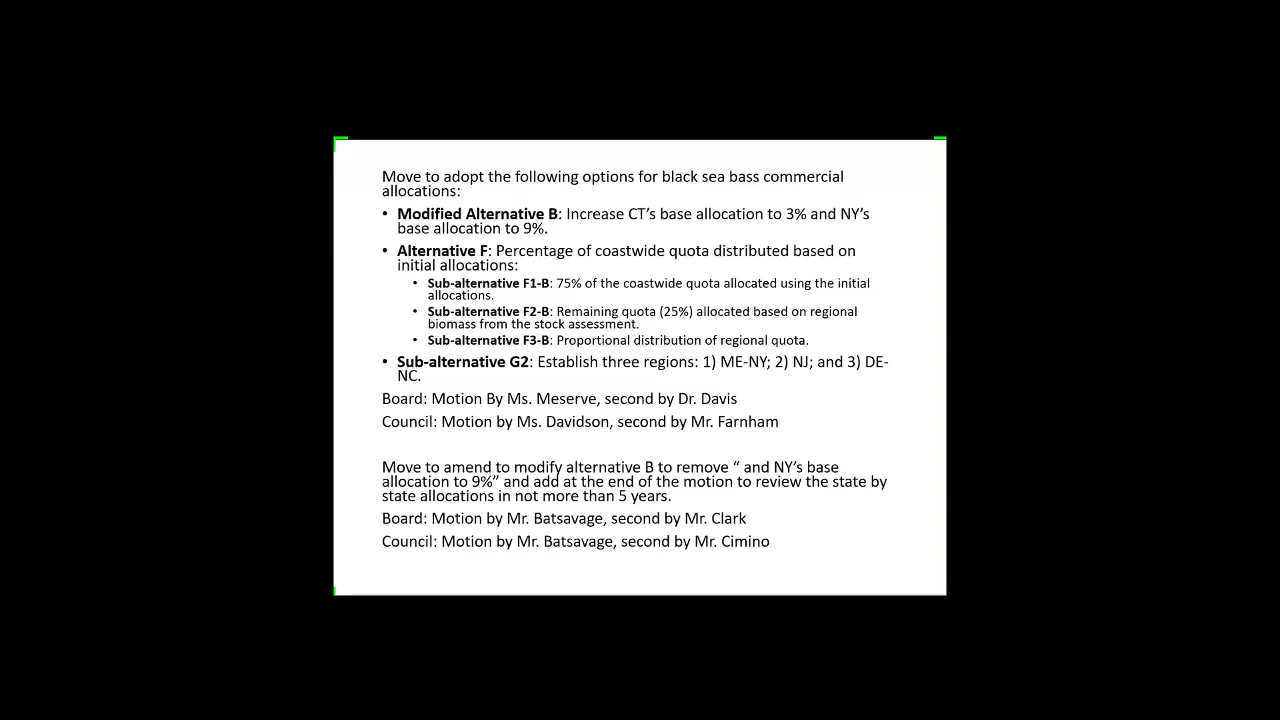 Move to adopt the following options for black sea bass commercial
allocations:
• Modified Alternative B: Increase CT's base allocation to 3% and NY's
base allocation to 9%.
• Alternative F: Percentage of coastwide quota distributed based on
initial allocations:
• Sub-alternative F1-B: 75% of the coastwide quota allocated using the initial
allocations.
• Sub-alternative F2-B: Remaining quota (25%) allocated based on regional
biomass from the stock assessment.
• Sub-alternative F3-B: Proportional distribution of regional quota.
• Sub-alternative G2: Establish three regions: 1) ME-NY; 2) NJ; and 3) DE-
NC.
Board: Motion By Ms. Meserve, second by Dr. Davis
Council: Motion by Ms. Davidson, second by Mr. Farnham
Move to amend to modify alternative B to remove “ and NY's base
allocation to 9%” and add at the end of the motion to review the state by
state allocations in not more than 5 years.
Board: Motion by Mr. Batsavage, second by Mr. Clark
Council: Motion by Mr. Batsavage, second by Mr. Cimino